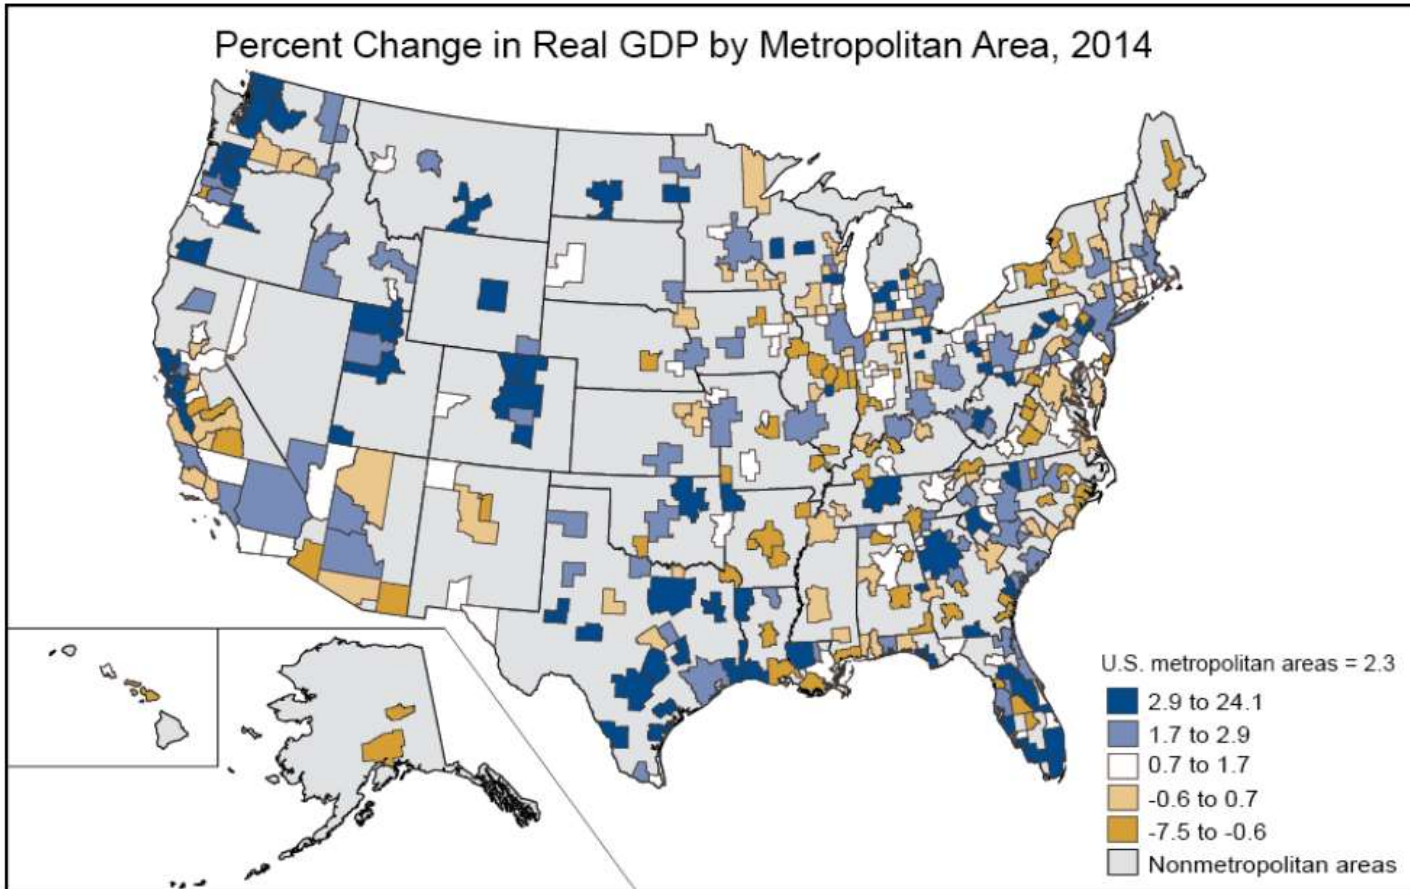 Percent Change in Real GDP by Metropolitan Area, 2014
U.S. metropolitan areas = 2.3
2.9 to 24.1
1.7 to 2.9
0.7 to 1.7
-0.6 to 0.7
-7.5 to -0.6
Nonmetropolitan areas